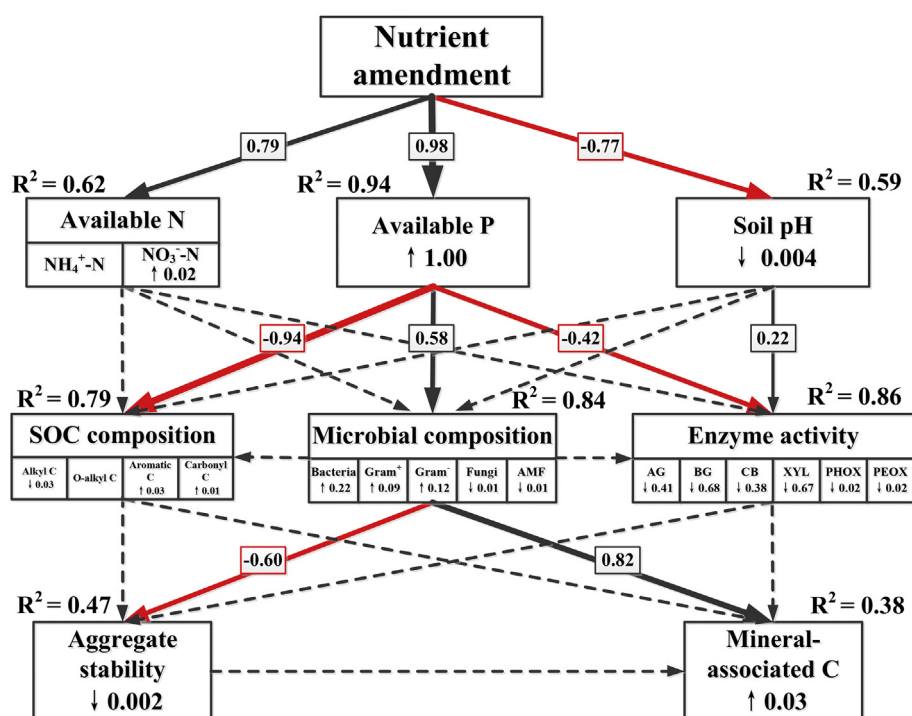 Nutrient
amendment
0.79
0.98
-0.77
R² = 0.62
R² = 0.94
R² = 0.59
Available N
NH₄⁺-N
NO₃⁻-N
↑ 0.02
Available P
↑ 1.00
Soil pH
↓ 0.004
-0.94
0.58
-0.42
0.22
R² = 0.79
R² = 0.84
R² = 0.86
SOC composition
Alkyl C
↓ 0.03
O-alkyl C
Aromatic
C
↑ 0.03
Carbonyl
C
↑ 0.01
Microbial composition
Bacteria
↑ 0.22
Gram⁺
↑ 0.09
Gram⁻
↑ 0.12
Fungi
↓ 0.01
AMF
↓ 0.01
Enzyme activity
AG
↓ 0.41
BG
↓ 0.68
CB
↓ 0.38
XYL
↓ 0.67
PHOX
↓ 0.02
PEOX
↓ 0.02
-0.60
0.82
R² = 0.47
R² = 0.38
Aggregate
stability
↓ 0.002
Mineral-
associated C
↑ 0.03